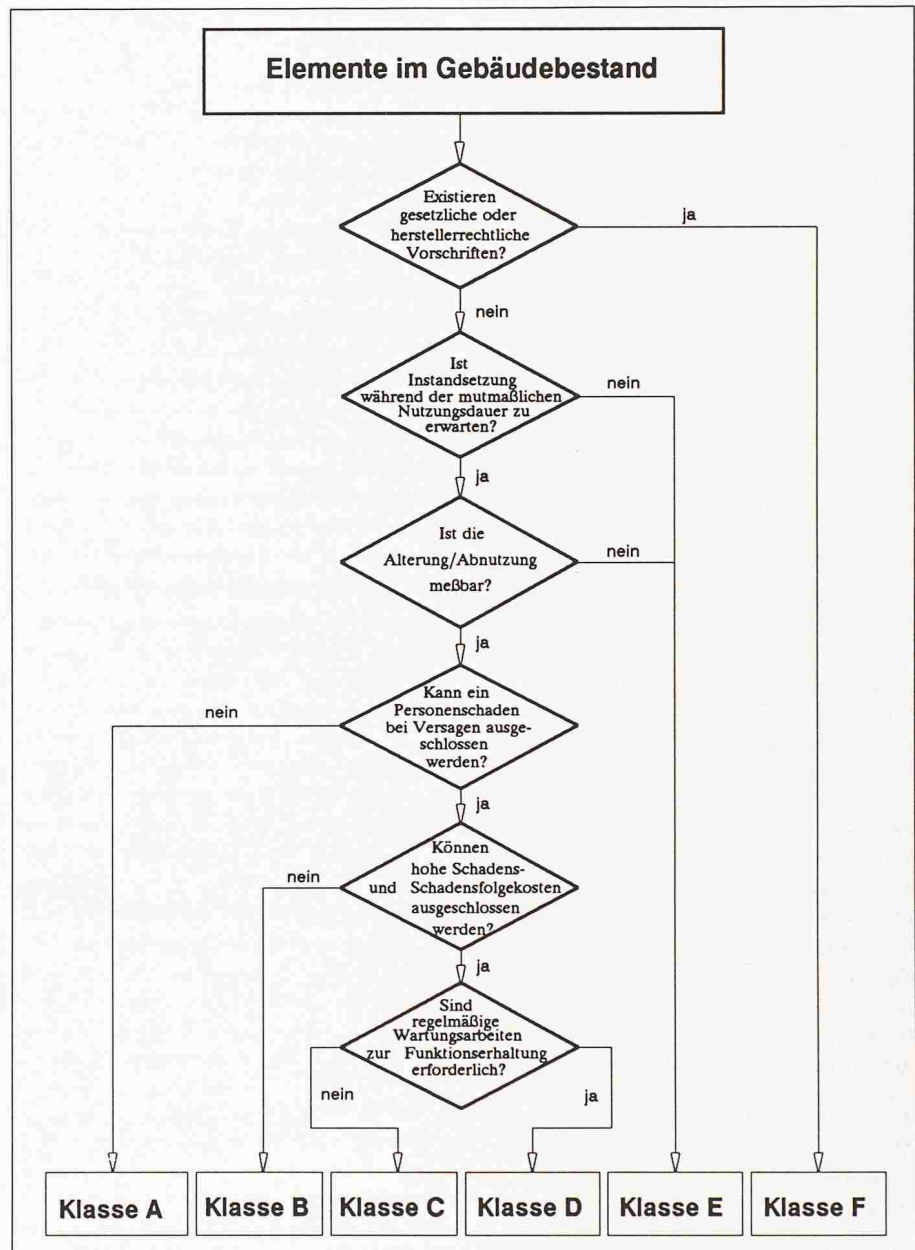 Elemente im Gebäudebestand
Existieren
gesetzliche oder
herstellerrechtliche
Vorschriften?
ja
nein
Ist
Instandsetzung
während der mutmaßlichen
Nutzungsdauer zu
erwarten?
nein
ja
Ist die
Alterung/Abnutzung
meßbar?
nein
ja
Kann ein
Personenschaden
bei Versagen ausge-
schlossen
werden?
nein
ja
Können
hohe Schadens-
und Schadensfolgekosten
ausgeschlossen
werden?
nein
ja
Sind
regelmäßige
Wartungsarbeiten
zur Funktionserhaltung
erforderlich?
nein
ja
Klasse A
Klasse B
Klasse C
Klasse D
Klasse E
Klasse F